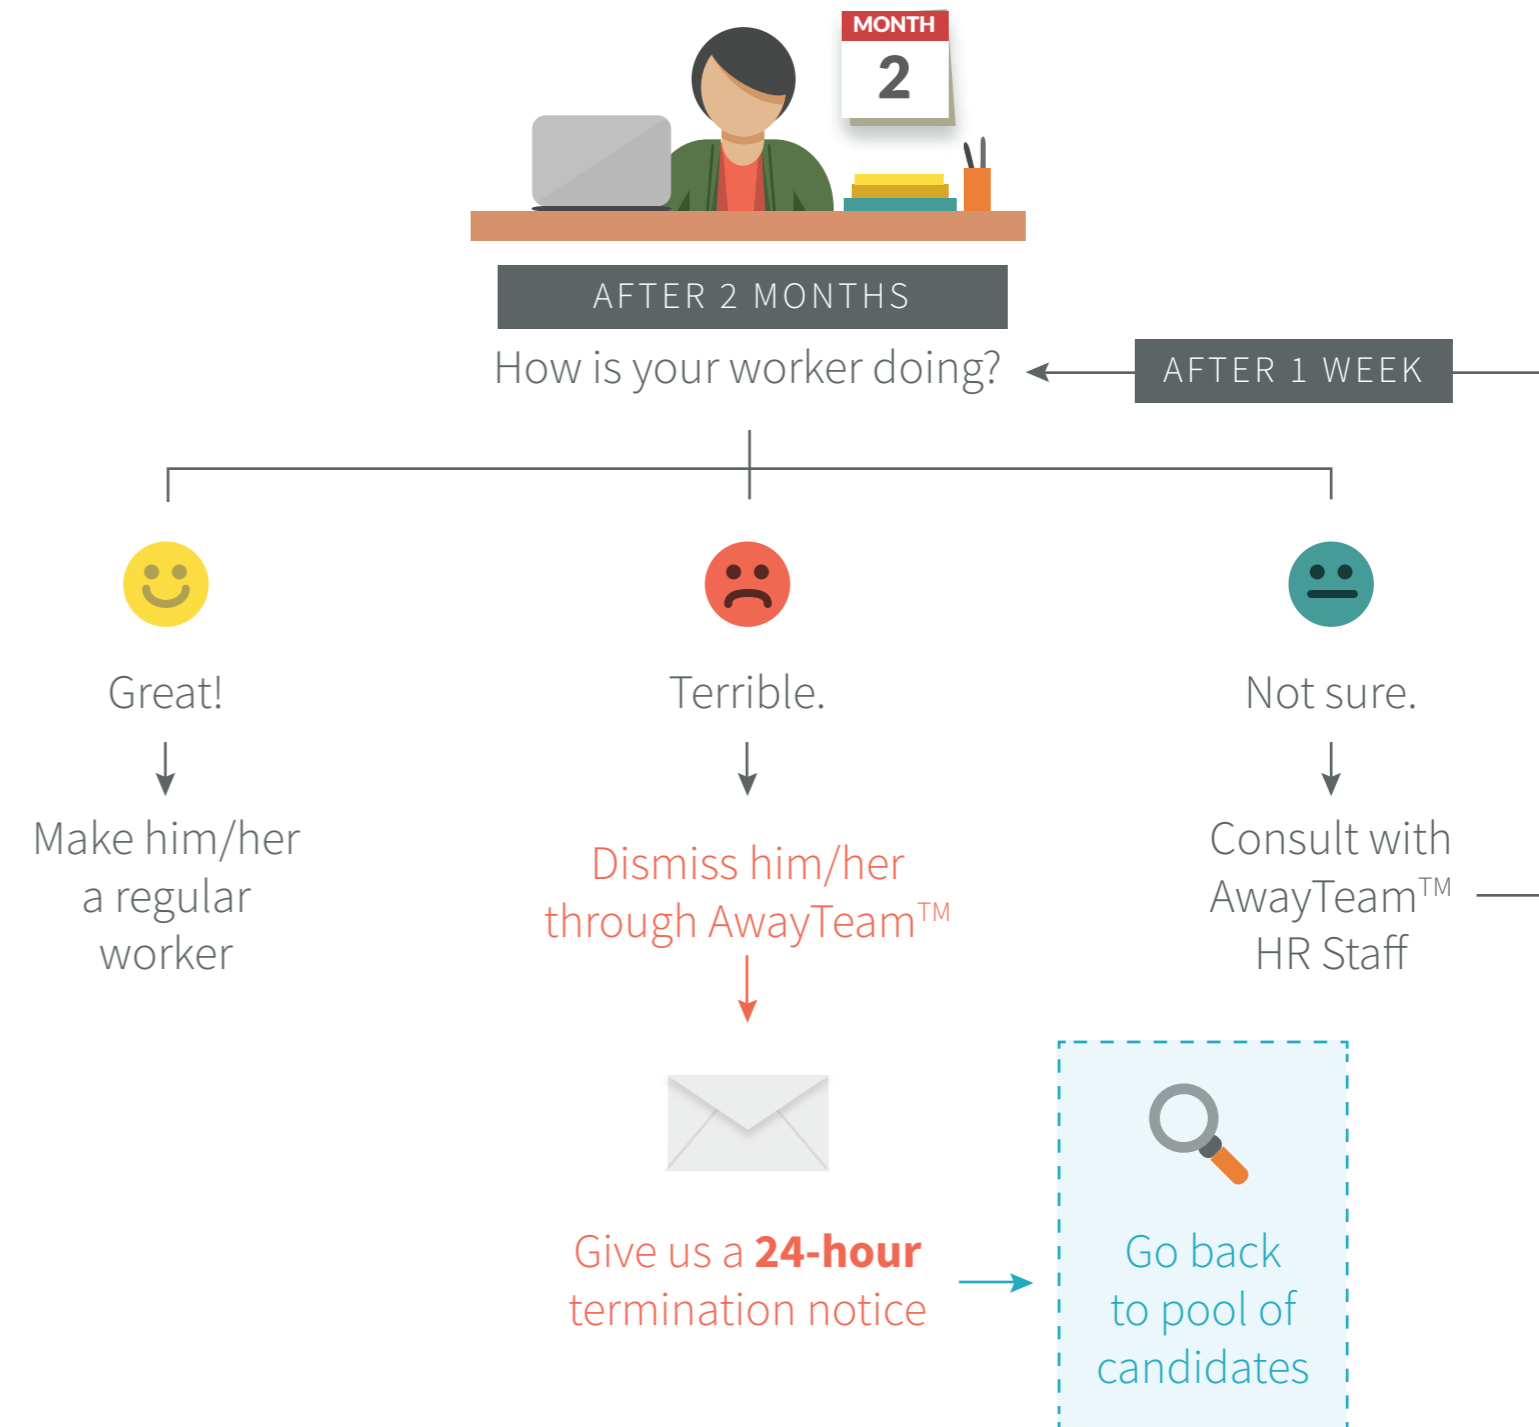 MONTH
2
AFTER 2 MONTHS
How is your worker doing?
AFTER 1 WEEK
Great!
Terrible.
Not sure.
Make him/her
a regular
worker
Dismiss him/her
through AwayTeam™
Consult with
AwayTeam™
HR Staff
Give us a 24-hour
termination notice
Go back
to pool of
candidates